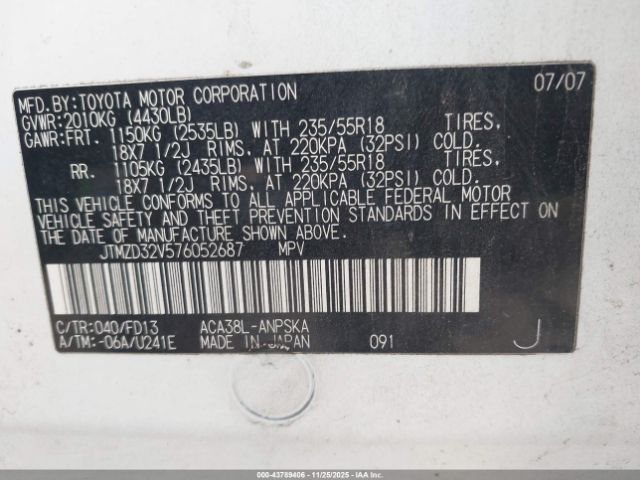 MFD.BY:TOYOTA MOTOR CORPORATION 07/07
GVWR:2010KG (4430LB)
GAWR:FRT. 1150KG (2535LB) WITH 235/55R18 TIRES,
18X7 1/2J RIMS, AT 220KPA (32PSI) COLD.
RR. 1105KG (2435LB) WITH 235/55R18 TIRES,
18X7 1/2J RIMS, AT 220KPA (32PSI) COLD.
THIS VEHICLE CONFORMS TO ALL APPLICABLE FEDERAL MOTOR
VEHICLE SAFETY AND THEFT PREVENTION STANDARDS IN EFFECT ON
THE DATE OF MANUFACTURE SHOWN ABOVE.
JTMZD32V576052687 MPV
C/TR:040/FD13 ACA38L-ANPSKA
A/TM:-06A/U241E MADE IN JAPAN 091 J
000-43789406 - 11/25/2025 - IAAI.COM